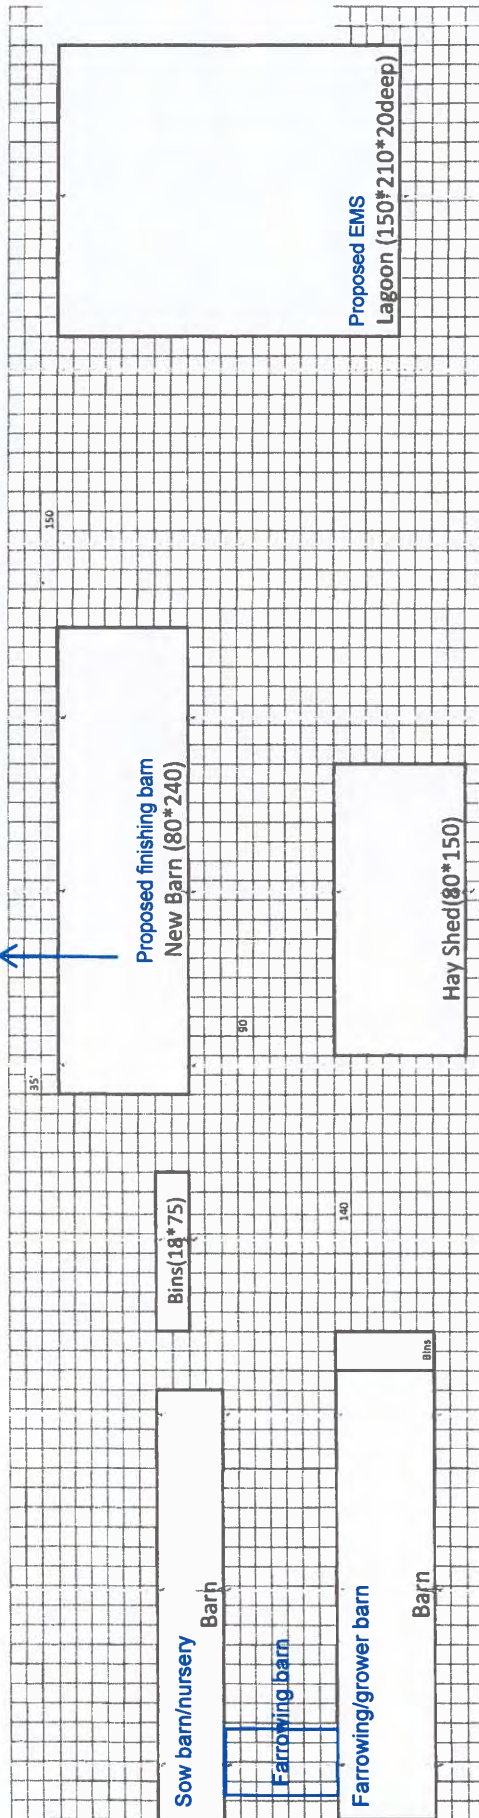 Proposed EMS
Lagoon (150*210*20deep)
150
Proposed finishing barn
New Barn (80*240)
35'
90
Hay Shed(80*150)
Bins(18*75)
140
Bins
Sow barn/nursery
Barn
Farrowing barn
Farrowing/grower barn
Barn